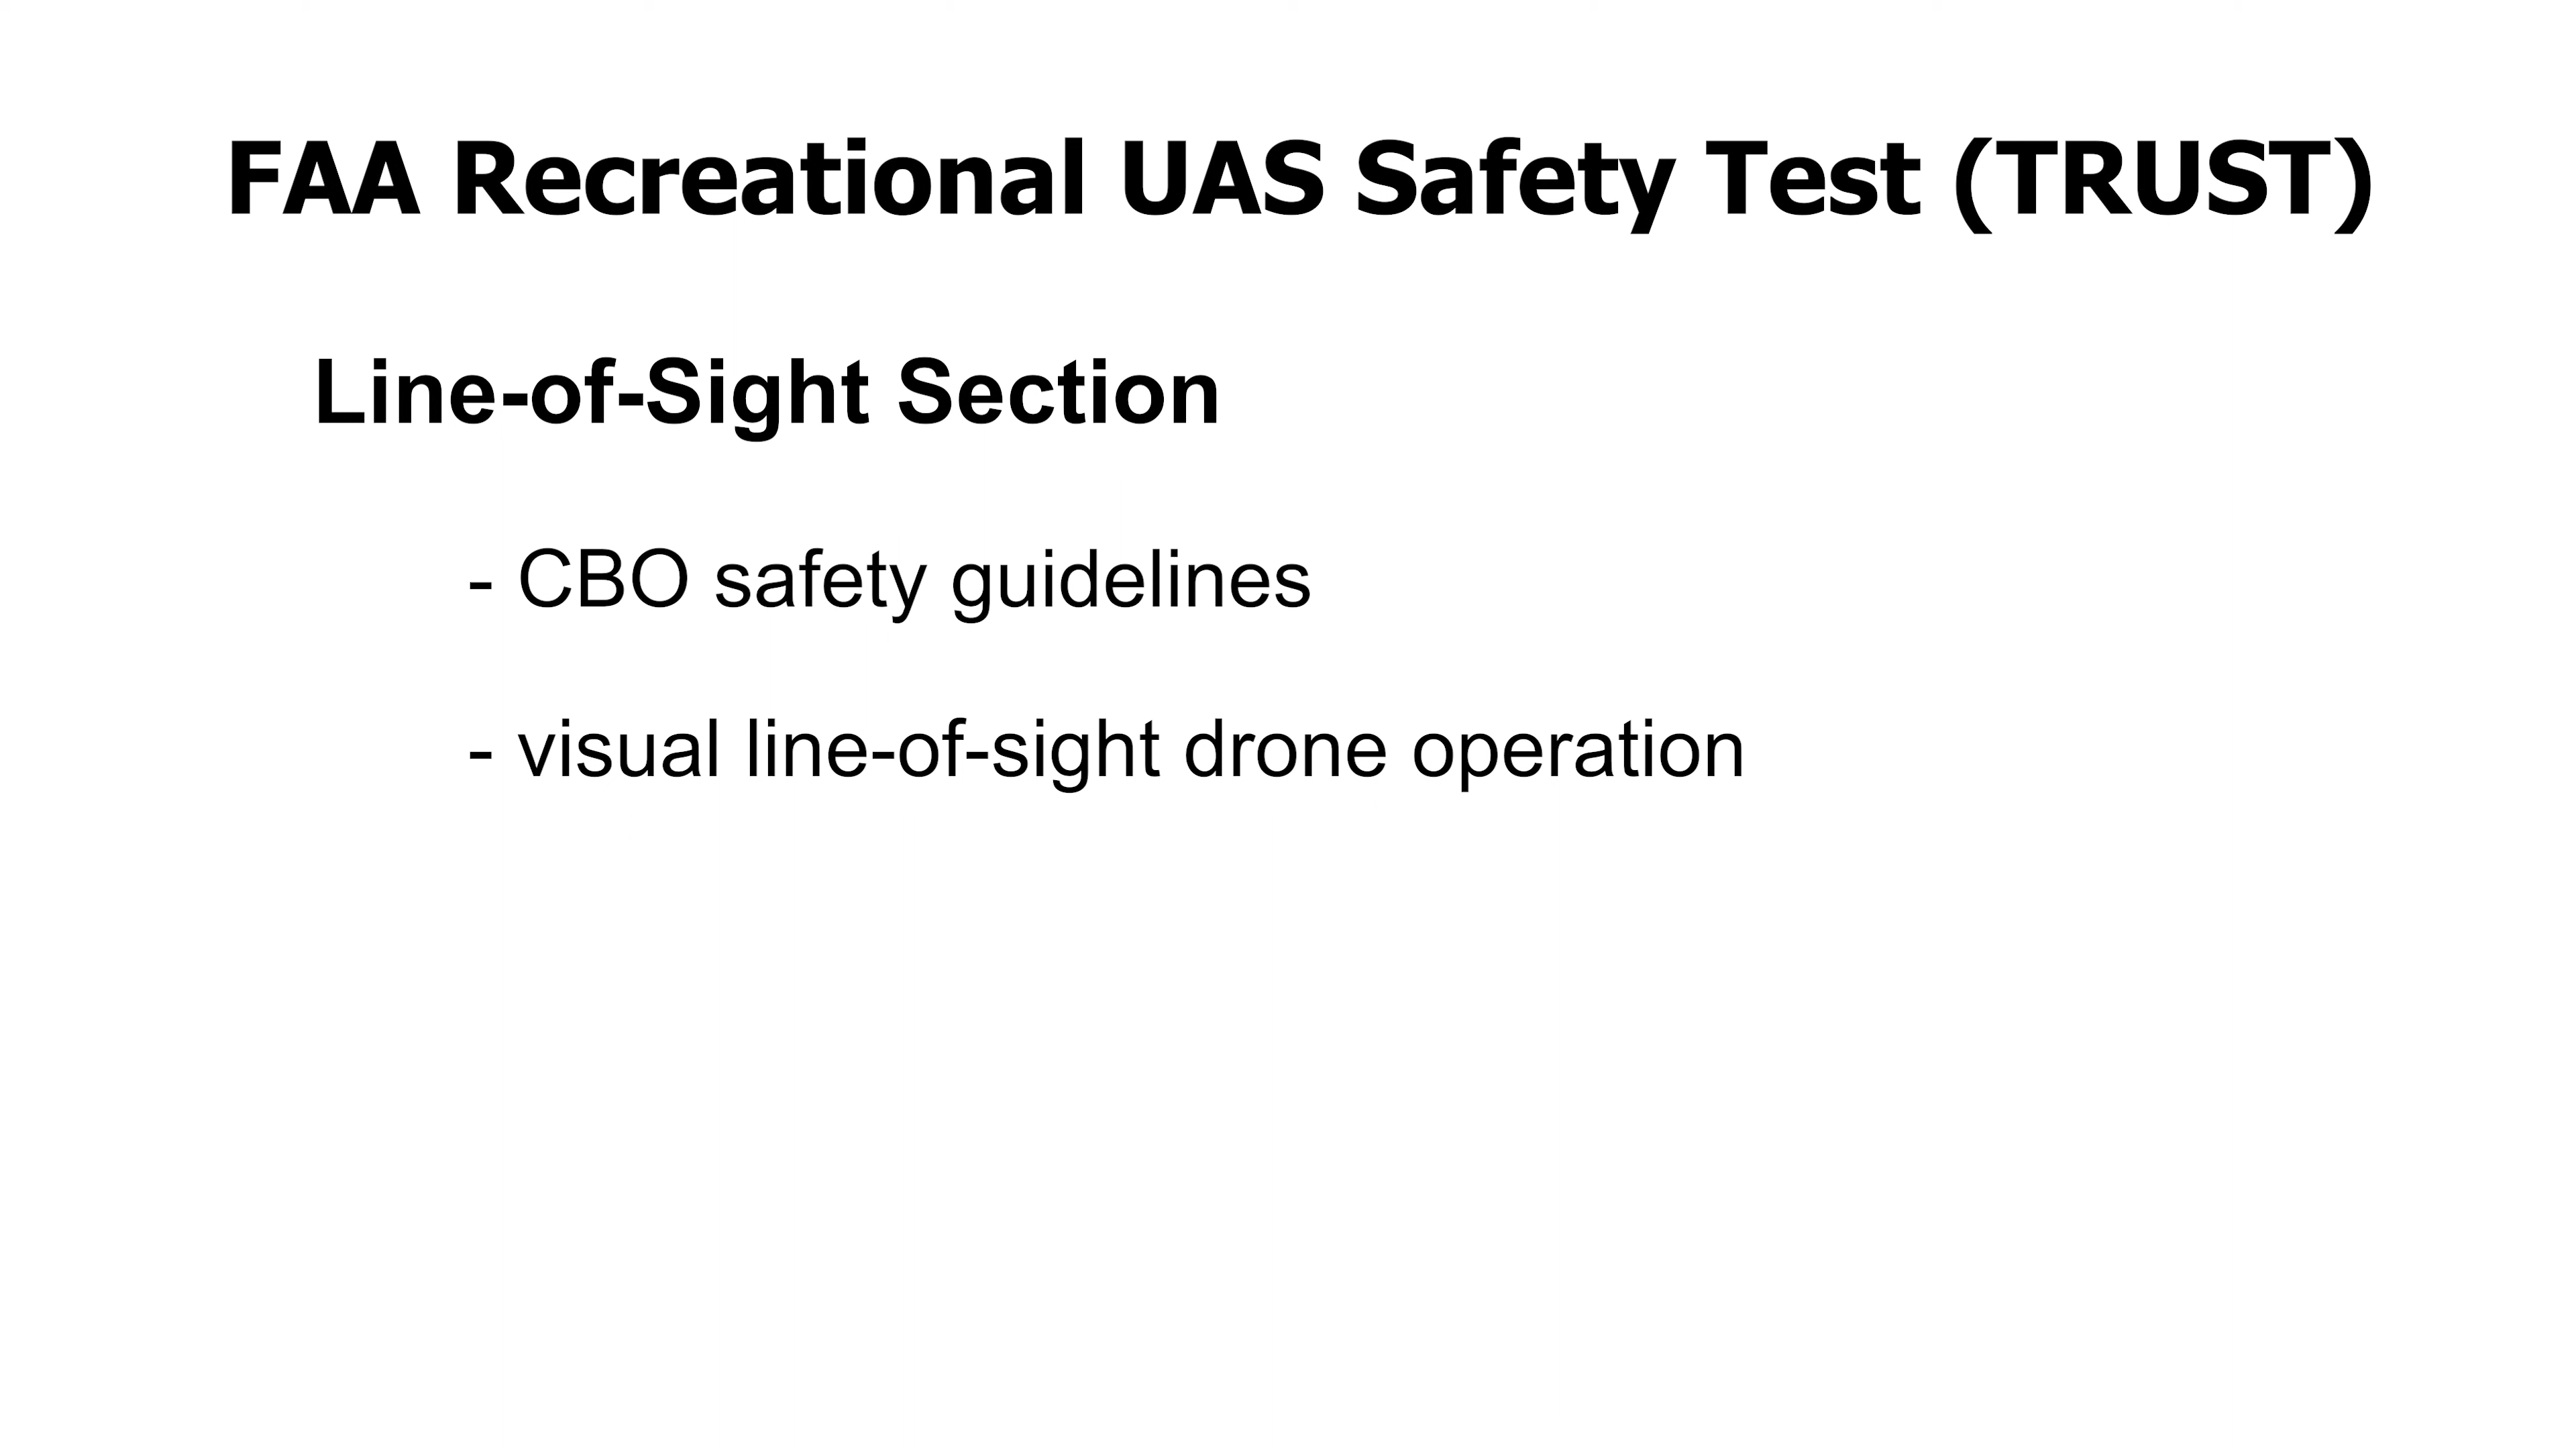 FAA Recreational UAS Safety Test (TRUST)
Line-of-Sight Section
- CBO safety guidelines
- visual line-of-sight drone operation